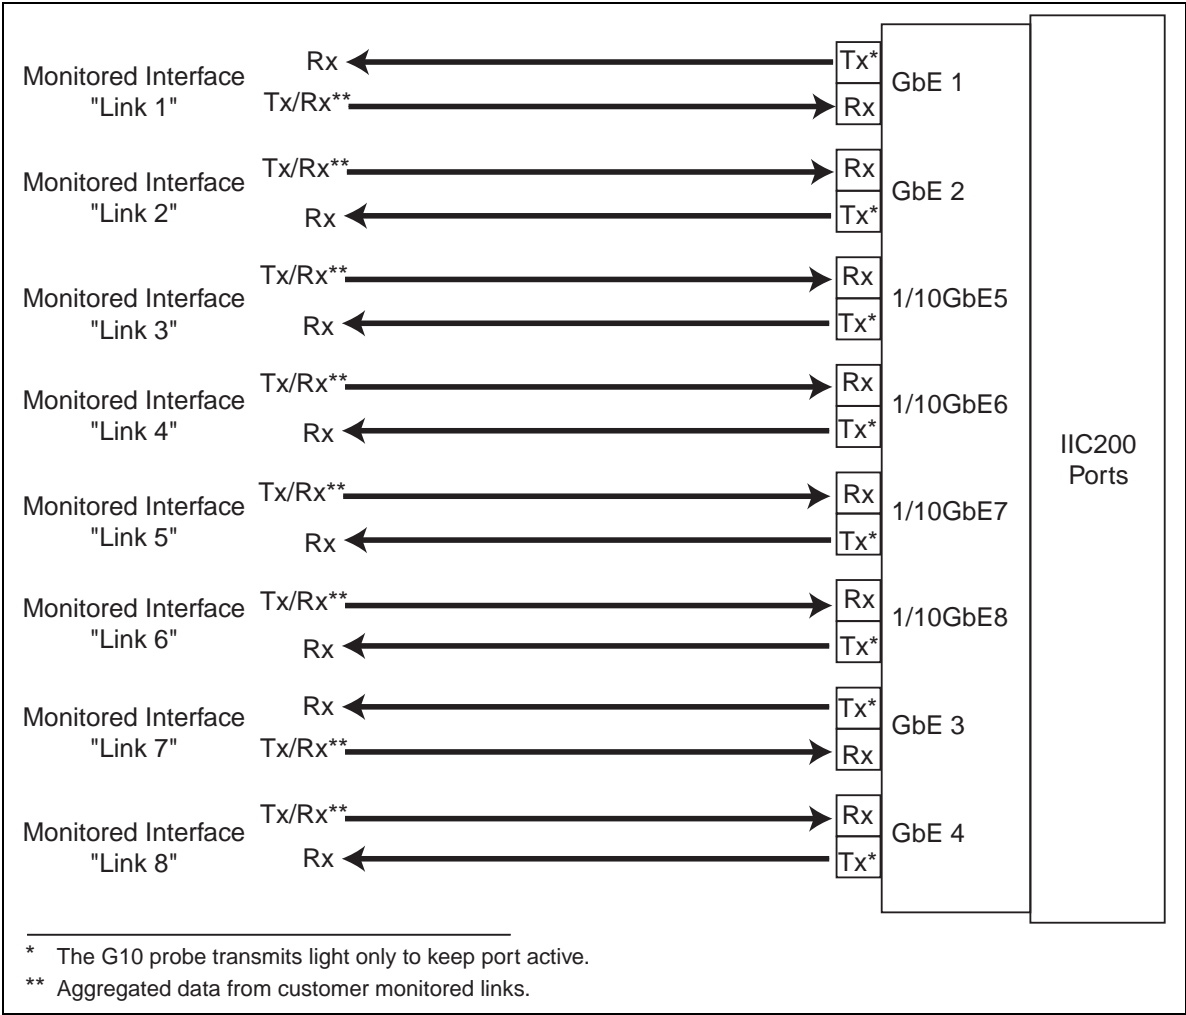 Rx
Tx*
Monitored Interface
"Link 1"
GbE 1
Tx/Rx**
Rx
Tx/Rx**
Rx
Monitored Interface
"Link 2"
GbE 2
Rx
Tx*
Tx/Rx**
Rx
Monitored Interface
"Link 3"
1/10GbE5
Rx
Tx*
Tx/Rx**
Rx
Monitored Interface
"Link 4"
1/10GbE6
Rx
Tx*
IIC200
Ports
Tx/Rx**
Rx
Monitored Interface
"Link 5"
1/10GbE7
Rx
Tx*
Tx/Rx**
Rx
Monitored Interface
"Link 6"
1/10GbE8
Rx
Tx*
Rx
Tx*
Monitored Interface
"Link 7"
GbE 3
Tx/Rx**
Rx
Tx/Rx**
Rx
Monitored Interface
"Link 8"
GbE 4
Rx
Tx*
* The G10 probe transmits light only to keep port active.
** Aggregated data from customer monitored links.